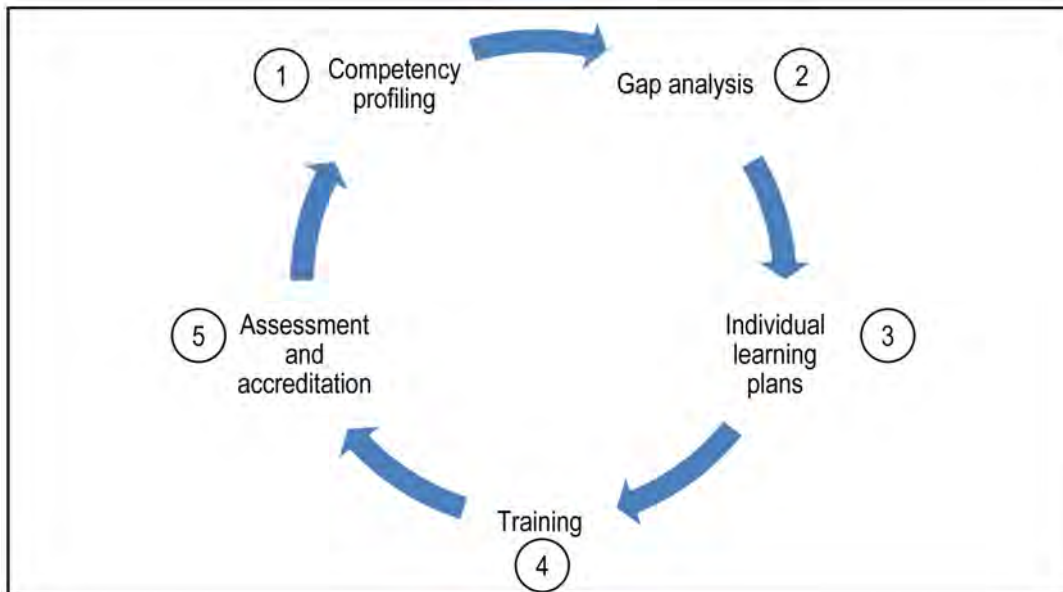 1
Competency
profiling
Gap analysis
2
Individual
learning
plans
3
Training
4
5
Assessment
and
accreditation